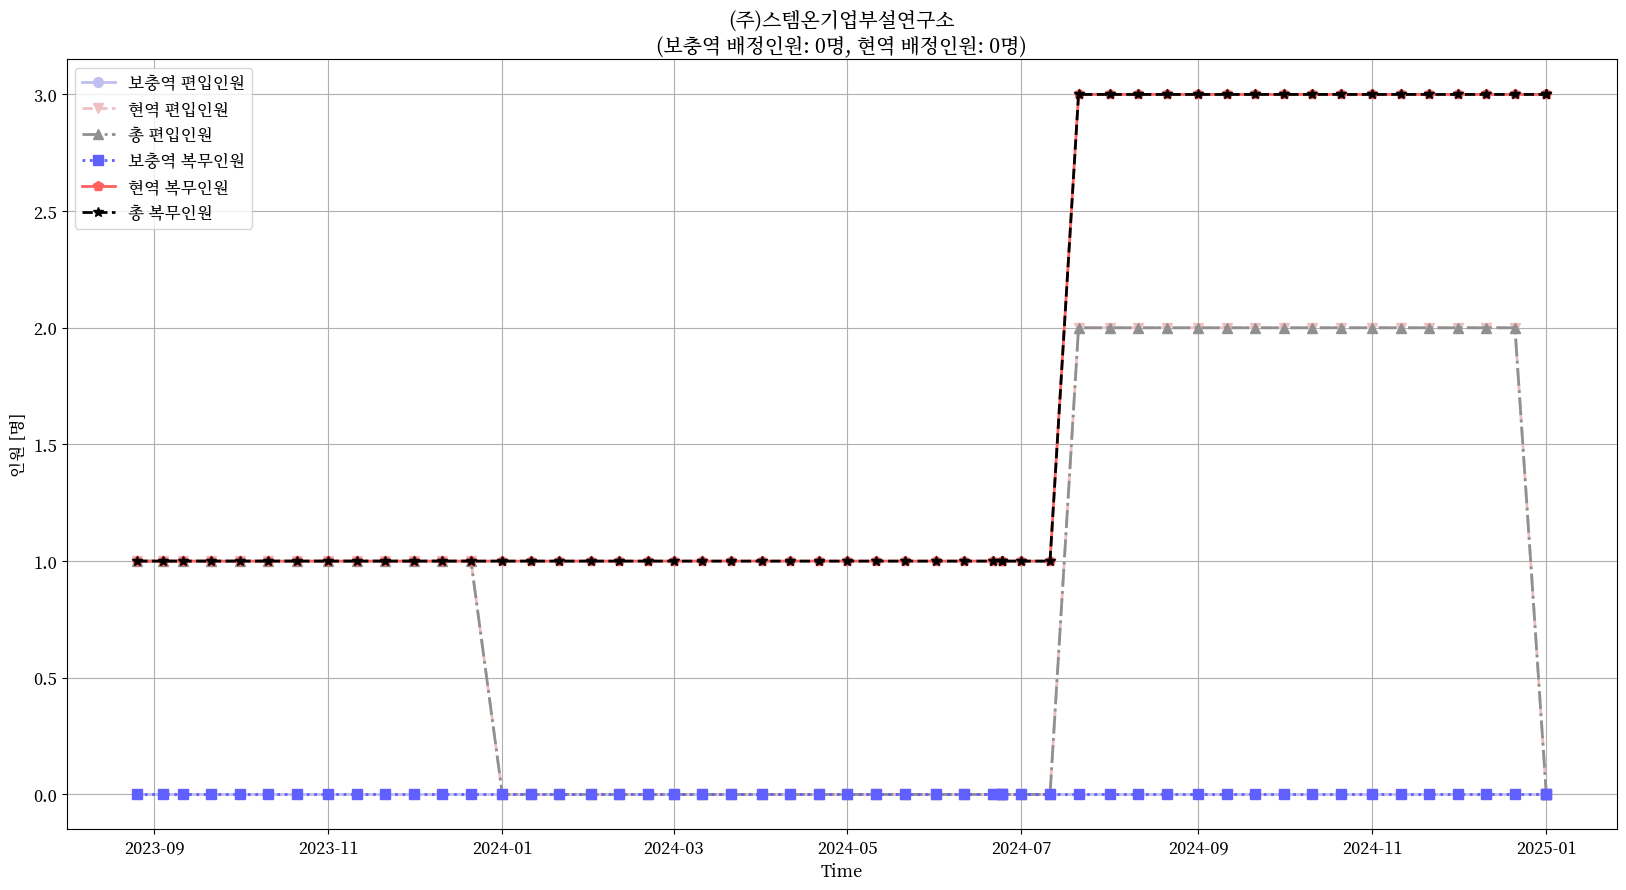 (주)스템온기업부설연구소
(보충역 배정인원: 0명, 현역 배정인원: 0명)
보충역 편입인원
현역 편입인원
총 편입인원
보충역 복무인원
현역 복무인원
총 복무인원
3.0
2.5
2.0
1.5
1.0
0.5
0.0
인원 [명]
2023-09 2023-11 2024-01 2024-03 2024-05 2024-07 2024-09 2024-11 2025-01
Time